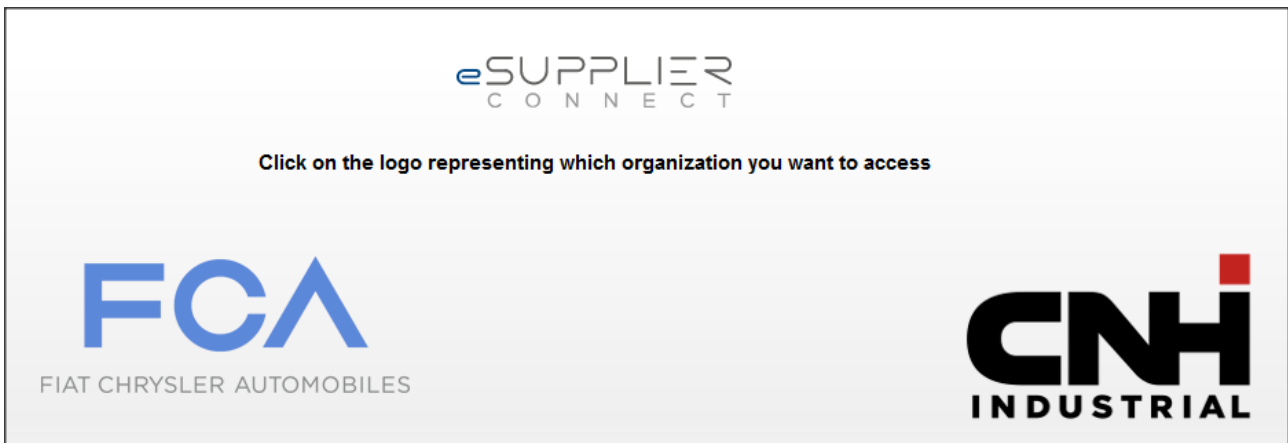 eSUPPLIER
CONNECT
Click on the logo representing which organization you want to access
FCA
FIAT CHRYSLER AUTOMOBILES
CNH
INDUSTRIAL